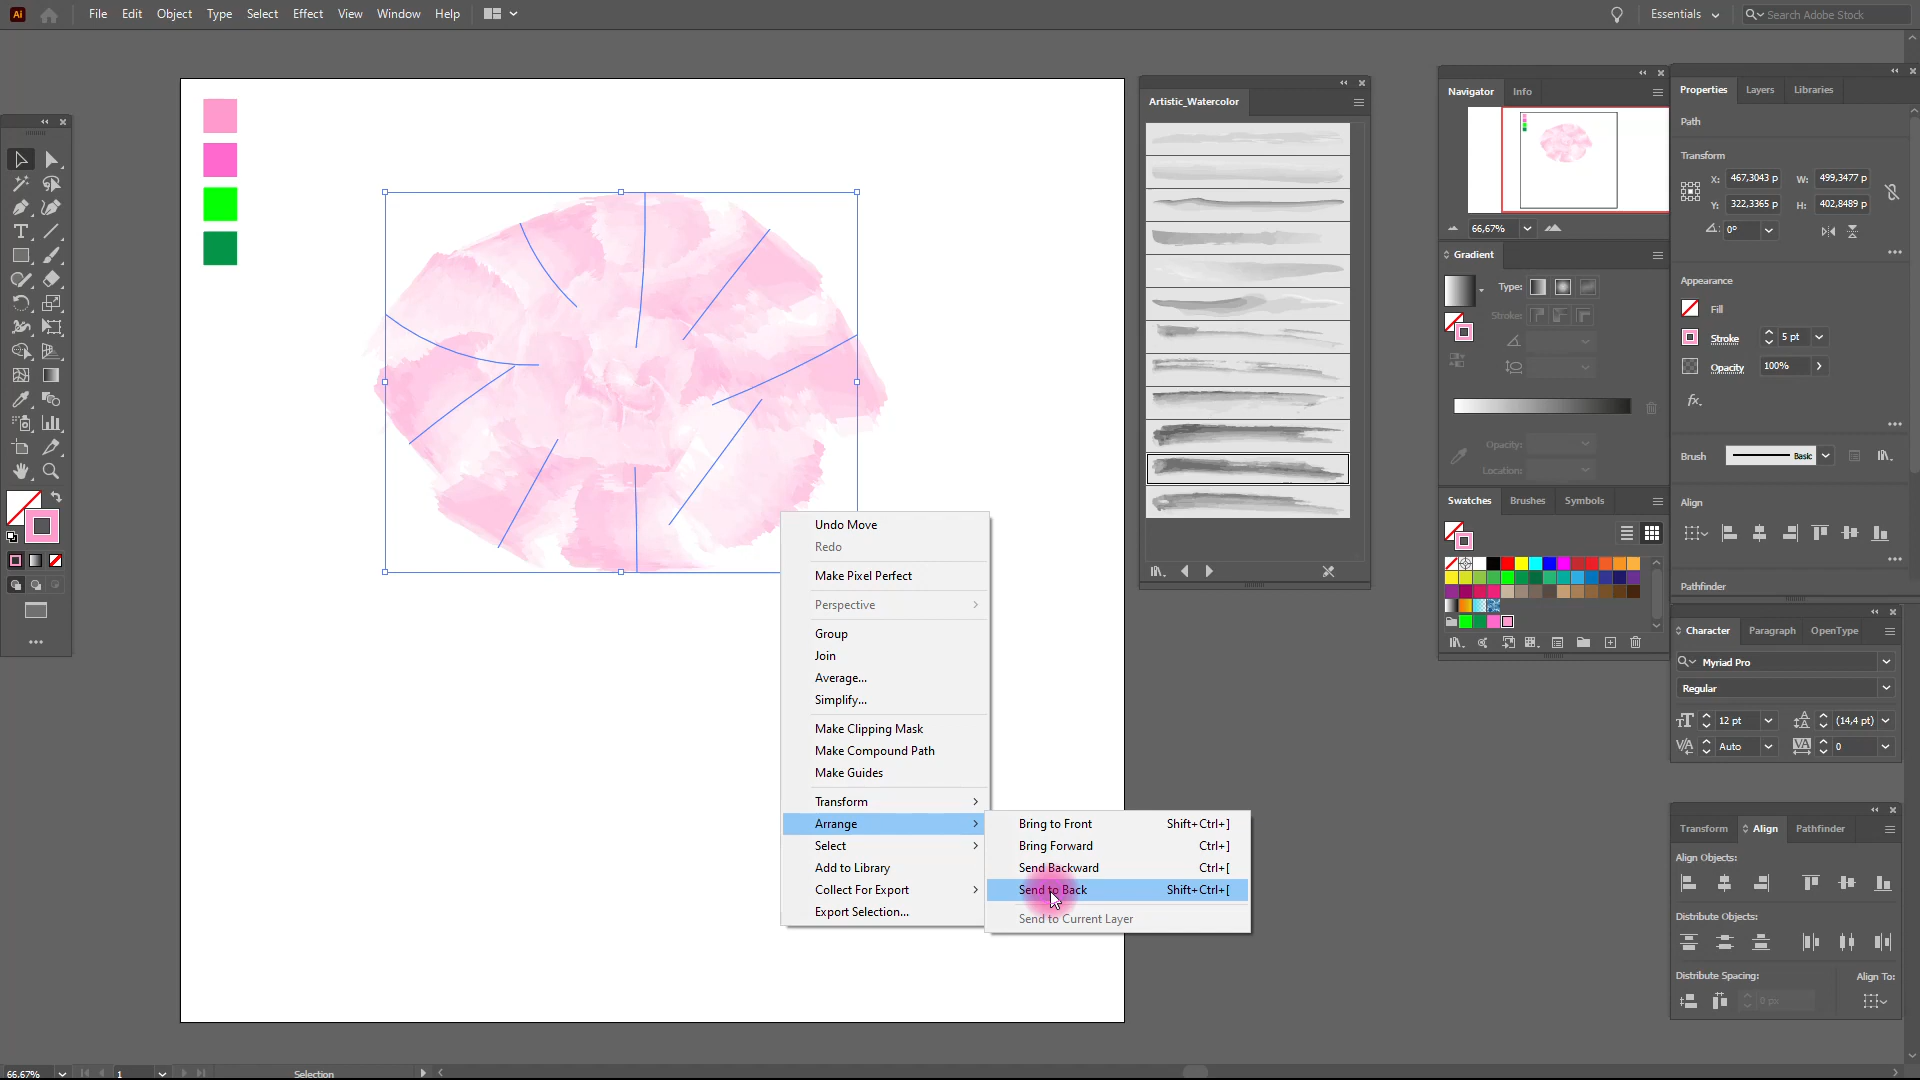 Ai File Edit Object Type Select Effect View Window Help Essentials Search Adobe Stock
Artistic_Watercolor
Undo Move
Redo
Make Pixel Perfect
Perspective
Group
Join
Average...
Simplify...
Make Clipping Mask
Make Compound Path
Make Guides
Transform
Arrange
Select
Add to Library
Collect For Export
Export Selection...
Bring to Front Shift+Ctrl+]
Bring Forward Ctrl+]
Send Backward Ctrl+[
Send to Back Shift+Ctrl+[
Send to Current Layer
Navigator Info
66,67%
Gradient
Type:
Stroke:
Opacity:
Location:
Swatches Brushes Symbols
Properties Layers Libraries
Path
Transform
X: 467,3043 p W: 499,3477 p
Y: 322,3365 p H: 402,8489 p
0°
Appearance
Fill
Stroke 5 pt
Opacity 100%
fx.
Brush Basic
Align
Pathfinder
Character Paragraph OpenType
Myriad Pro
Regular
12 pt (14,4 pt)
Auto 0
Transform Align Pathfinder
Align Objects:
Distribute Objects:
Distribute Spacing: Align To:
0 px
66,67% 1 Selection